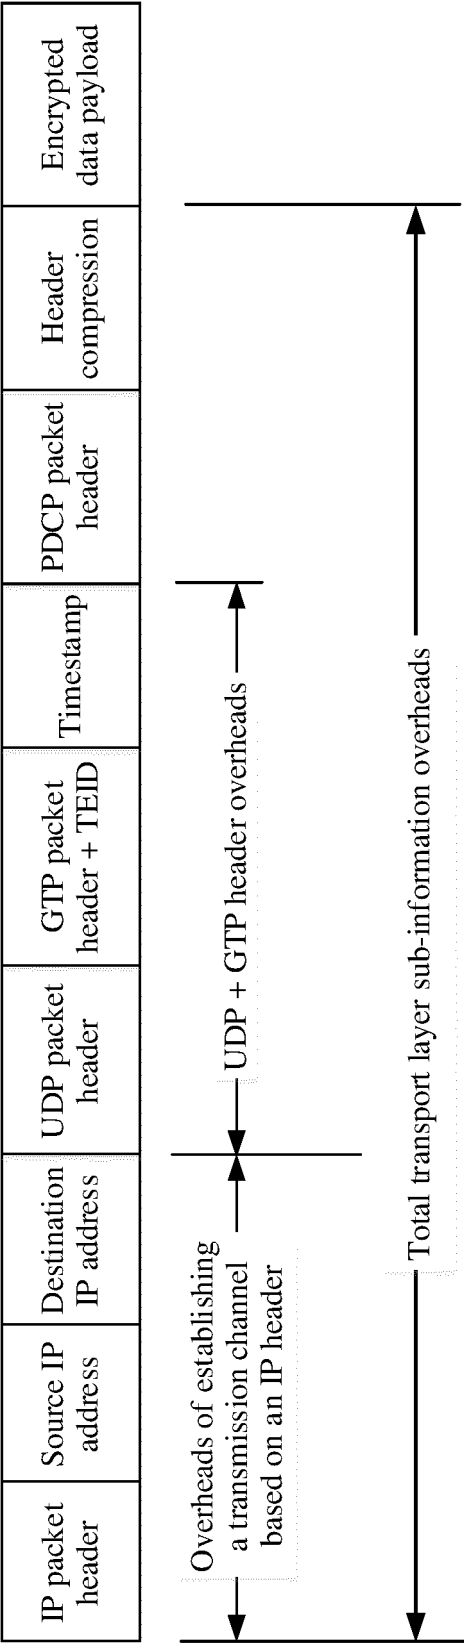 IP packet
header
Source IP
address
Destination
IP address
UDP packet
header
GTP packet
header + TEID
Timestamp
PDCP packet
header
Header
compression
Encrypted
data payload
Overheads of establishing
a transmission channel
based on an IP header
UDP + GTP header overheads
Total transport layer sub-information overheads